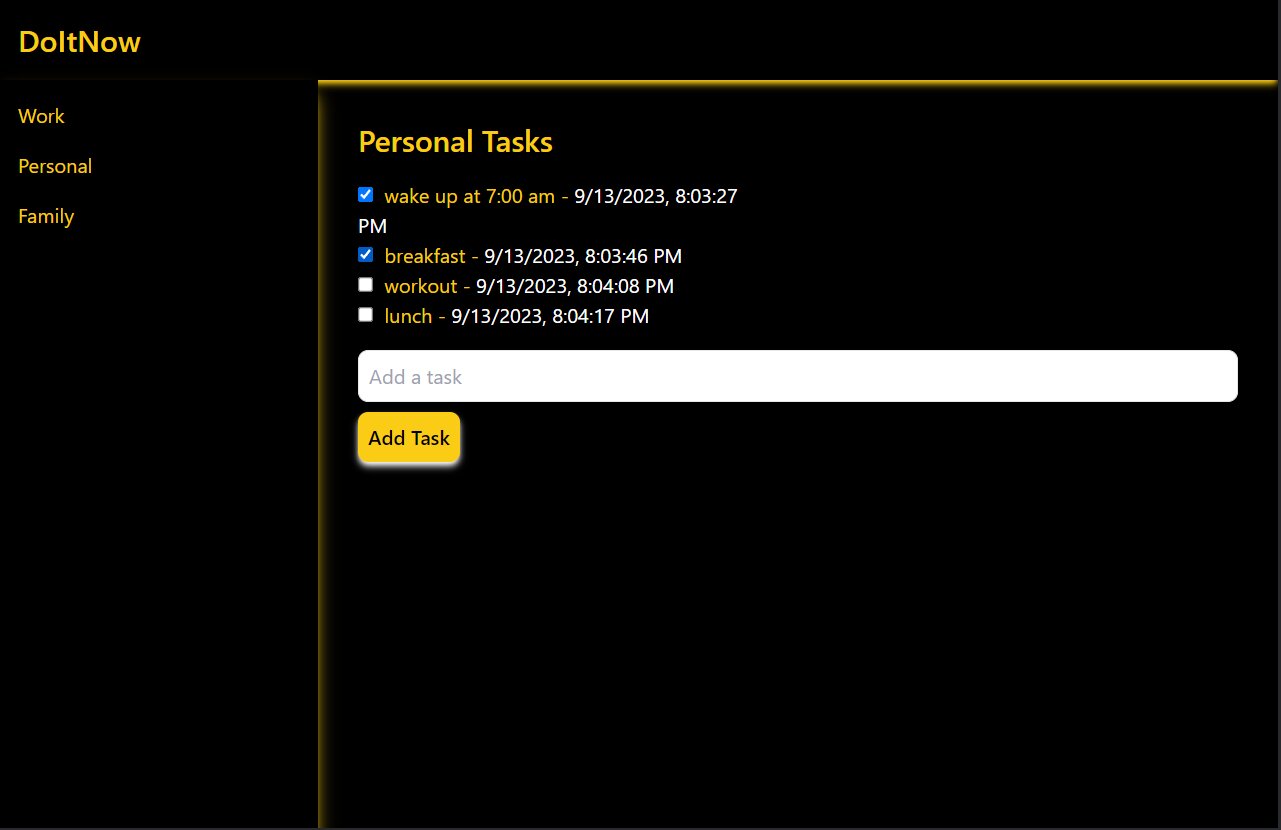 DoItNow
Work
Personal
Family
Personal Tasks
wake up at 7:00 am - 9/13/2023, 8:03:27
PM
breakfast - 9/13/2023, 8:03:46 PM
workout - 9/13/2023, 8:04:08 PM
lunch - 9/13/2023, 8:04:17 PM
Add a task
Add Task